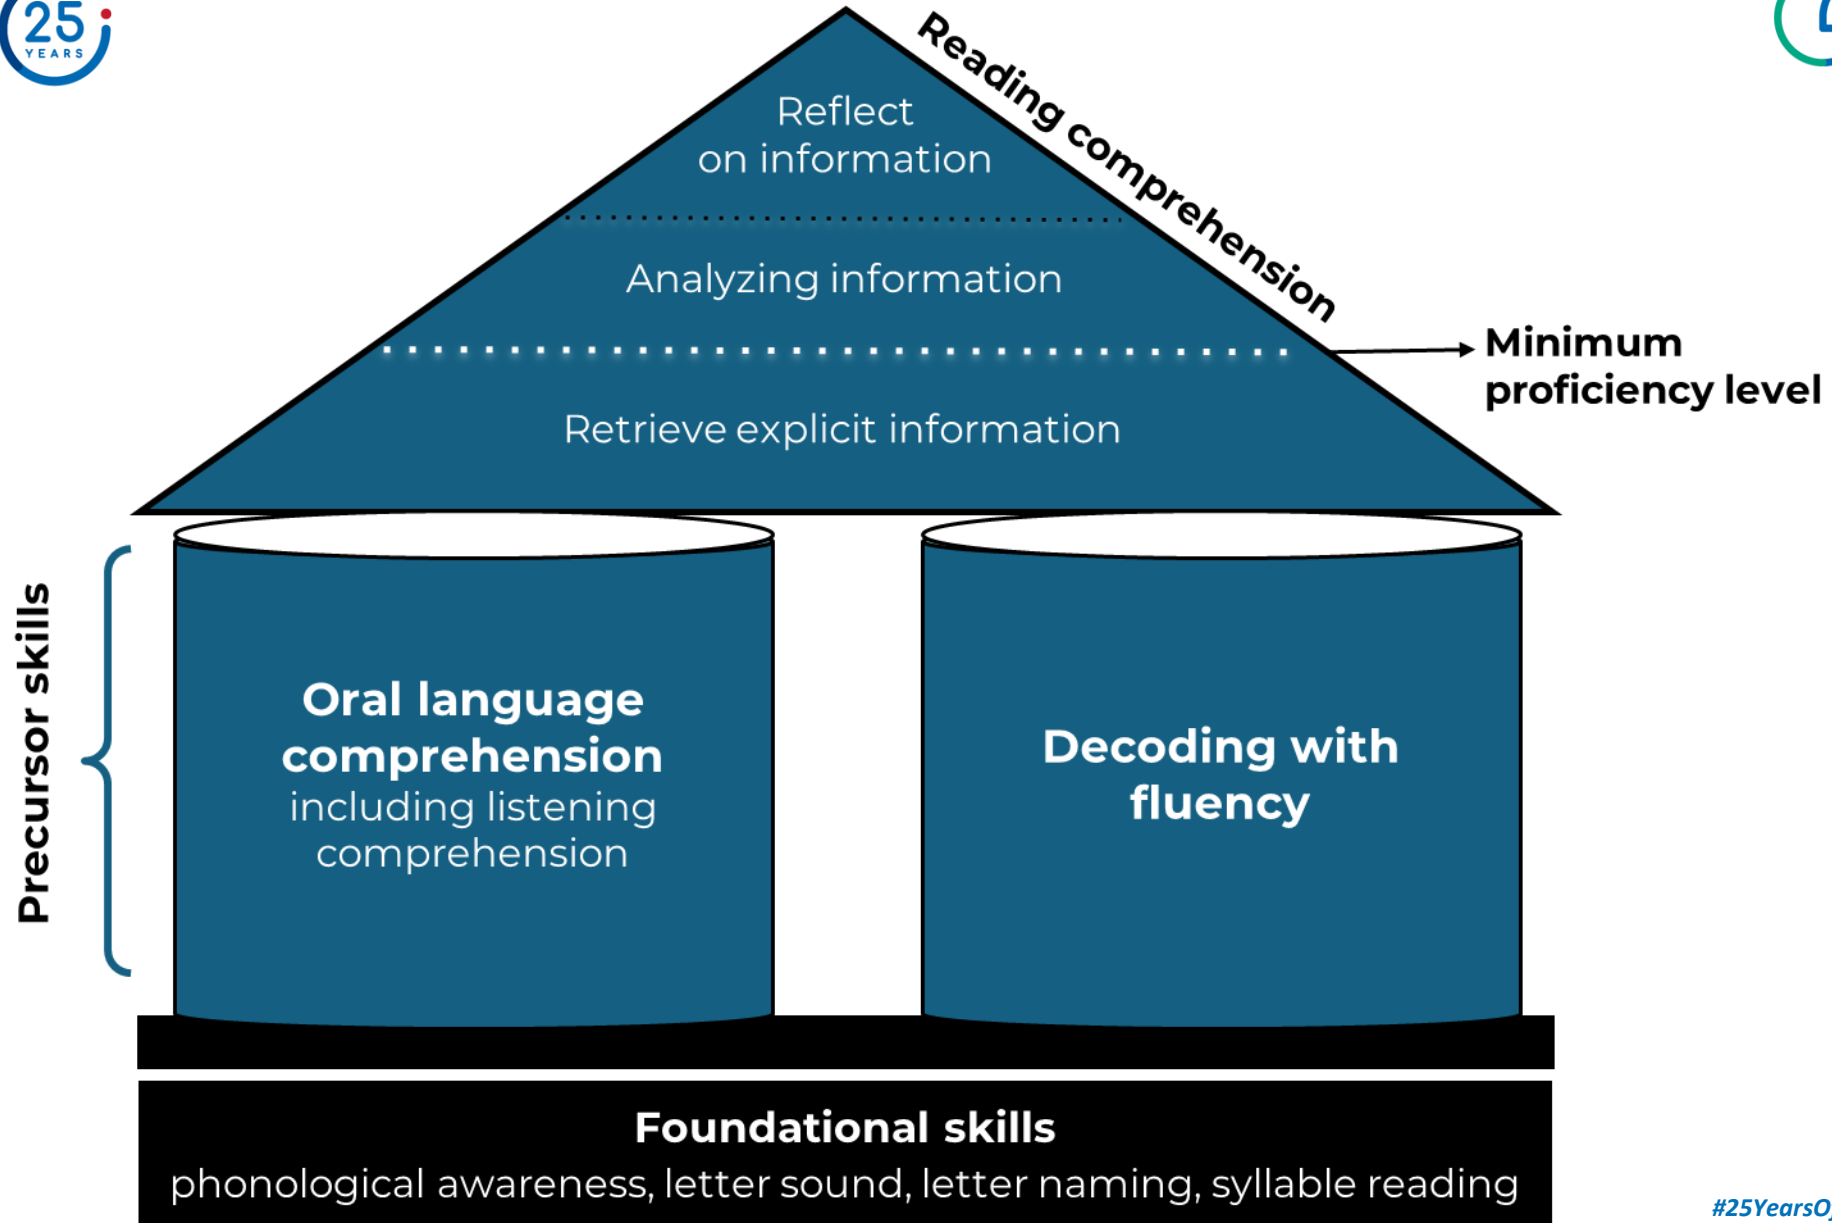 25
YEARS
Reading comprehension
Reflect
on information
Analyzing information
Minimum
proficiency level
Retrieve explicit information
Precursor skills
Oral language
comprehension
including listening
comprehension
Decoding with
fluency
Foundational skills
phonological awareness, letter sound, letter naming, syllable reading